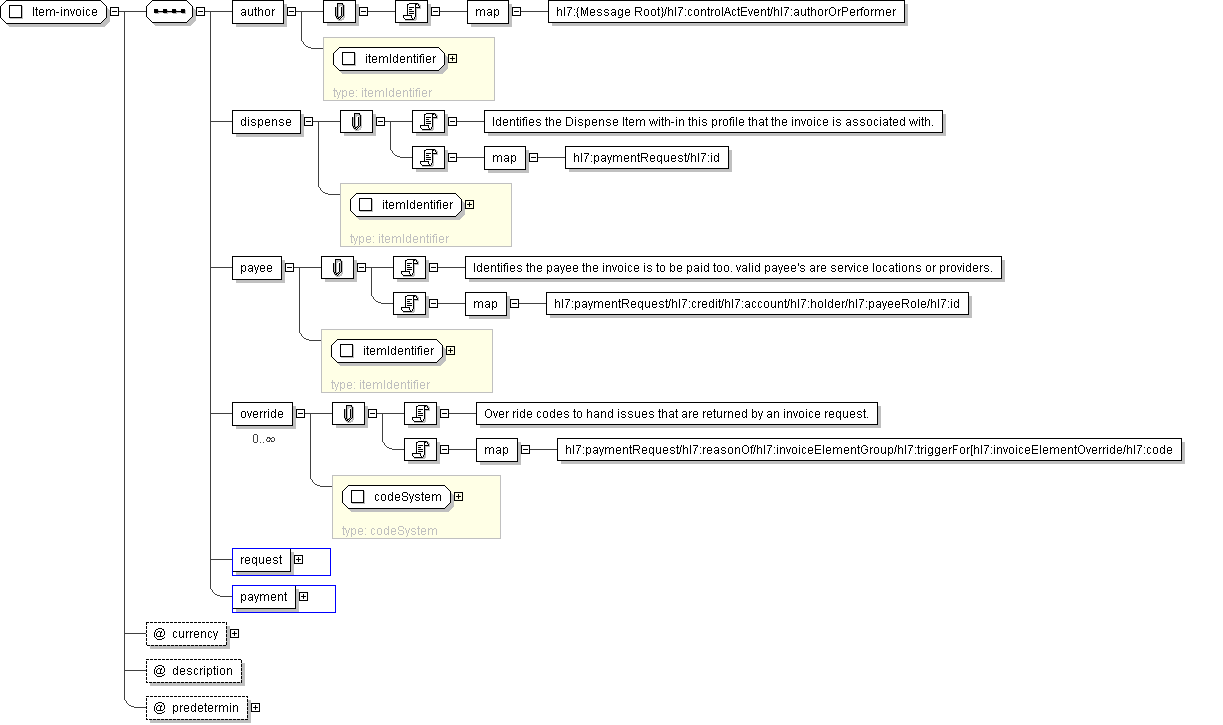 Item-invoice
author
map
hl7:{Message Root}/hl7:controlActEvent/hl7:authorOrPerformer
itemIdentifier
type: itemIdentifier
dispense
Identifies the Dispense Item with-in this profile that the invoice is associated with.
map
hl7:paymentRequest/hl7:id
itemIdentifier
type: itemIdentifier
payee
Identifies the payee the invoice is to be paid too. valid payee's are service locations or providers.
map
hl7:paymentRequest/hl7:credit/hl7:account/hl7:holder/hl7:payeeRole/hl7:id
itemIdentifier
type: itemIdentifier
override
0..∞
Over ride codes to hand issues that are returned by an invoice request.
map
hl7:paymentRequest/hl7:reasonOf/hl7:invoiceElementGroup/hl7:triggerFor[hl7:invoiceElementOverride/hl7:code
codeSystem
type: codeSystem
request
payment
@ currency
@ description
@ predetermin